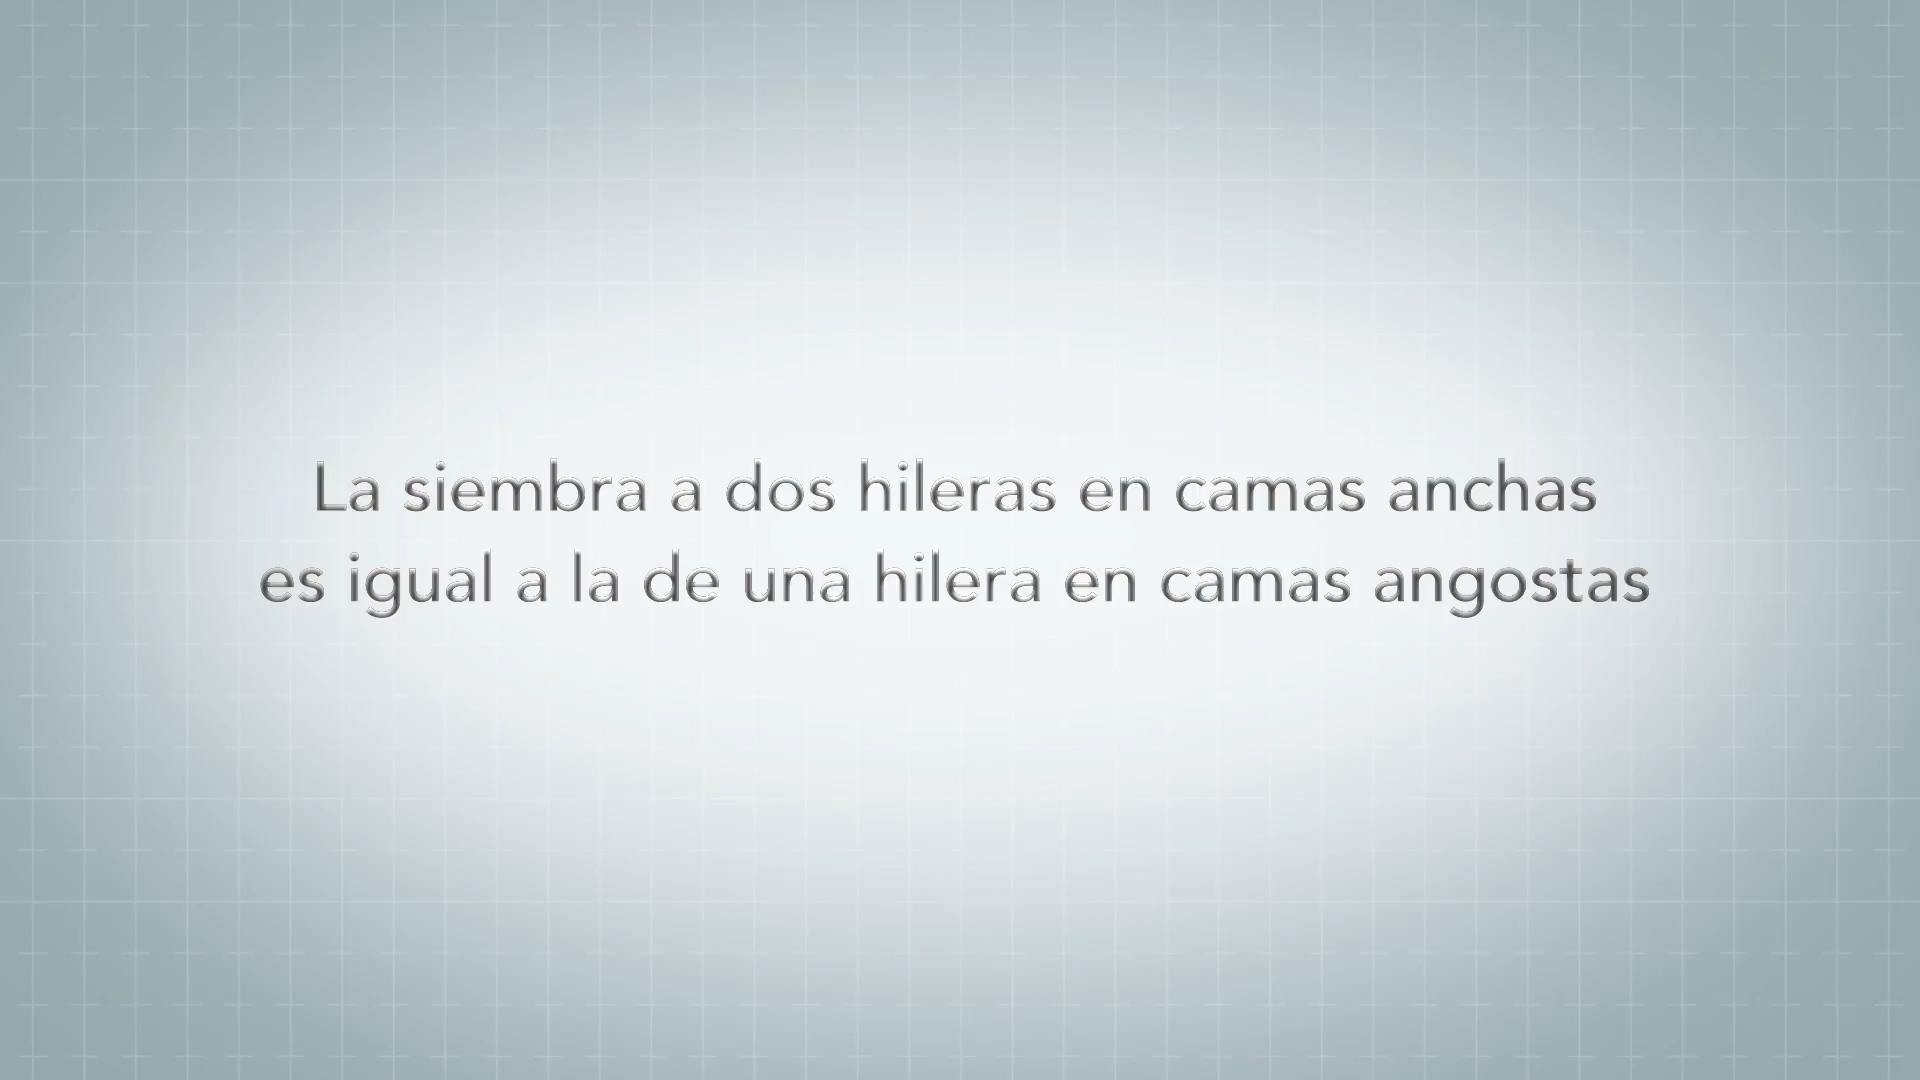 La siembra a dos hileras en camas anchas
es igual a la de una hilera en camas angostas